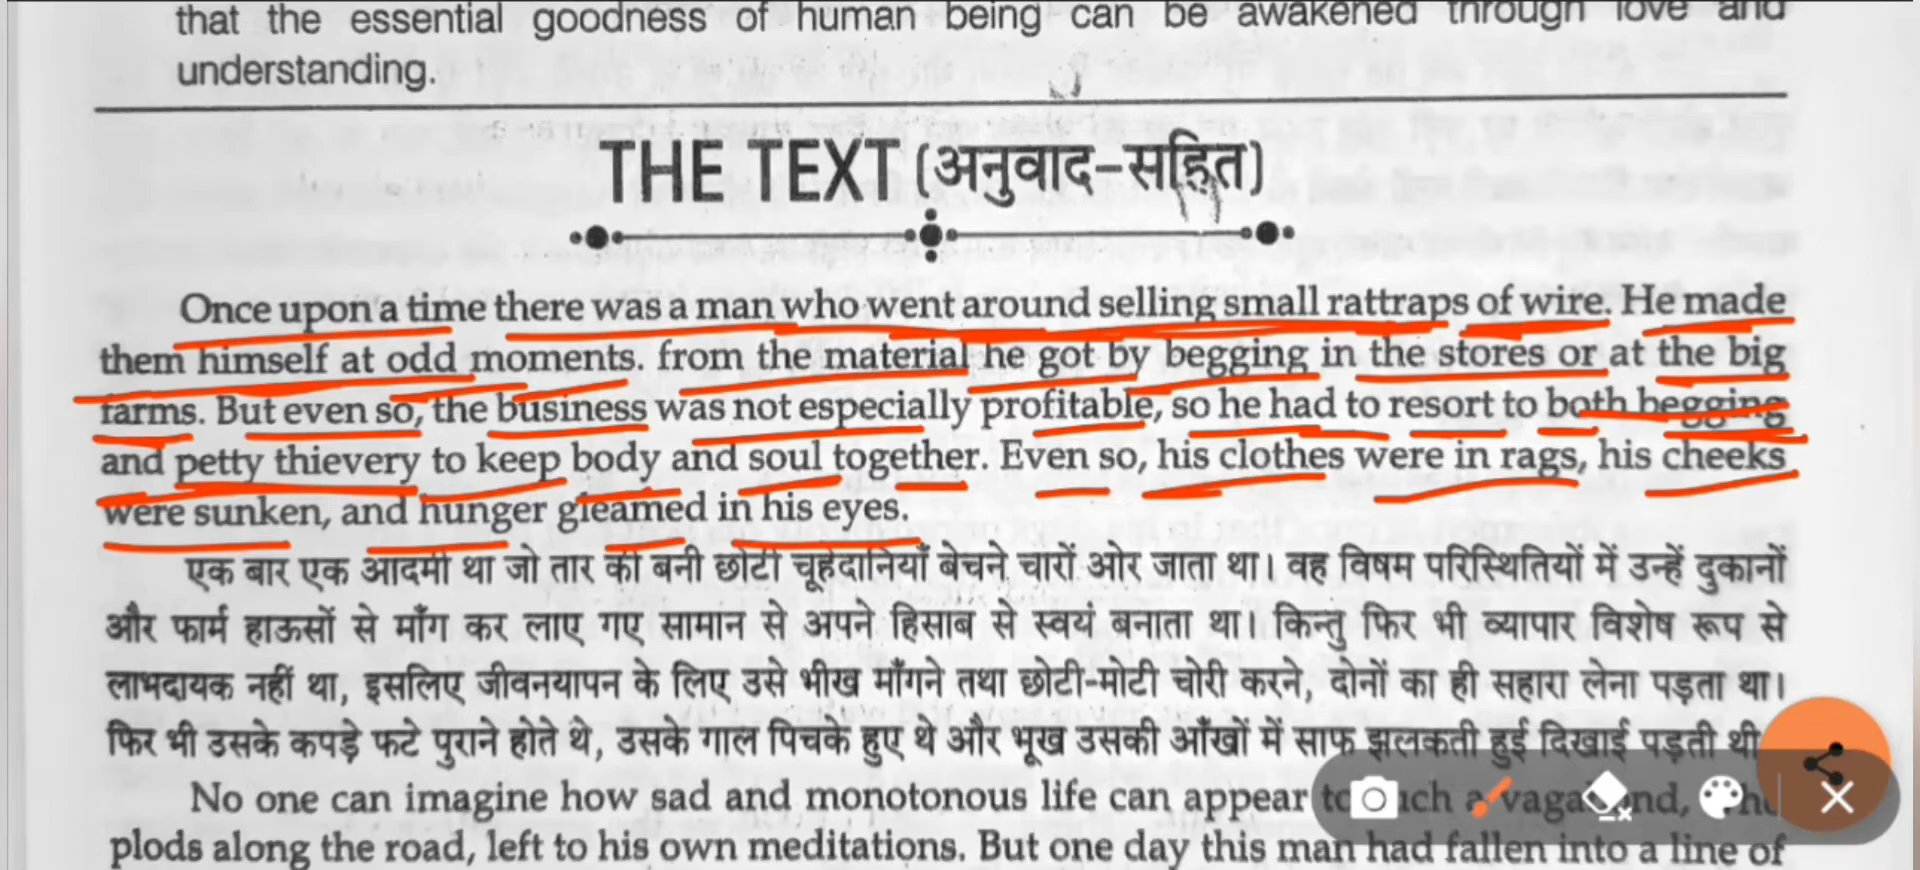 that the essential goodness of human being can be awakened through love and
understanding.
THE TEXT (अनुवाद-सहित)
Once upon a time there was a man who went around selling small rattraps of wire. He made
them himself at odd moments. from the material he got by begging in the stores or at the big
farms. But even so, the business was not especially profitable, so he had to resort to both begging
and petty thievery to keep body and soul together. Even so, his clothes were in rags, his cheeks
were sunken, and hunger gleamed in his eyes.
एक बार एक आदमी था जो तार की बनी छोटी चूहेदानियाँ बेचने चारों ओर जाता था। वह विषम परिस्थितियों में उन्हें दुकानों
और फार्म हाऊसों से माँग कर लाए गए सामान से अपने हिसाब से स्वयं बनाता था। किन्तु फिर भी व्यापार विशेष रूप से
लाभदायक नहीं था, इसलिए जीवनयापन के लिए उसे भीख माँगने तथा छोटी-मोटी चोरी करने, दोनों का ही सहारा लेना पड़ता था।
फिर भी उसके कपड़े फटे पुराने होते थे, उसके गाल पिचके हुए थे और भूख उसकी आँखों में साफ झलकती हुई दिखाई पड़ती थी
No one can imagine how sad and monotonous life can appear to such a vagabond,
plods along the road, left to his own meditations. But one day this man had fallen into a line of